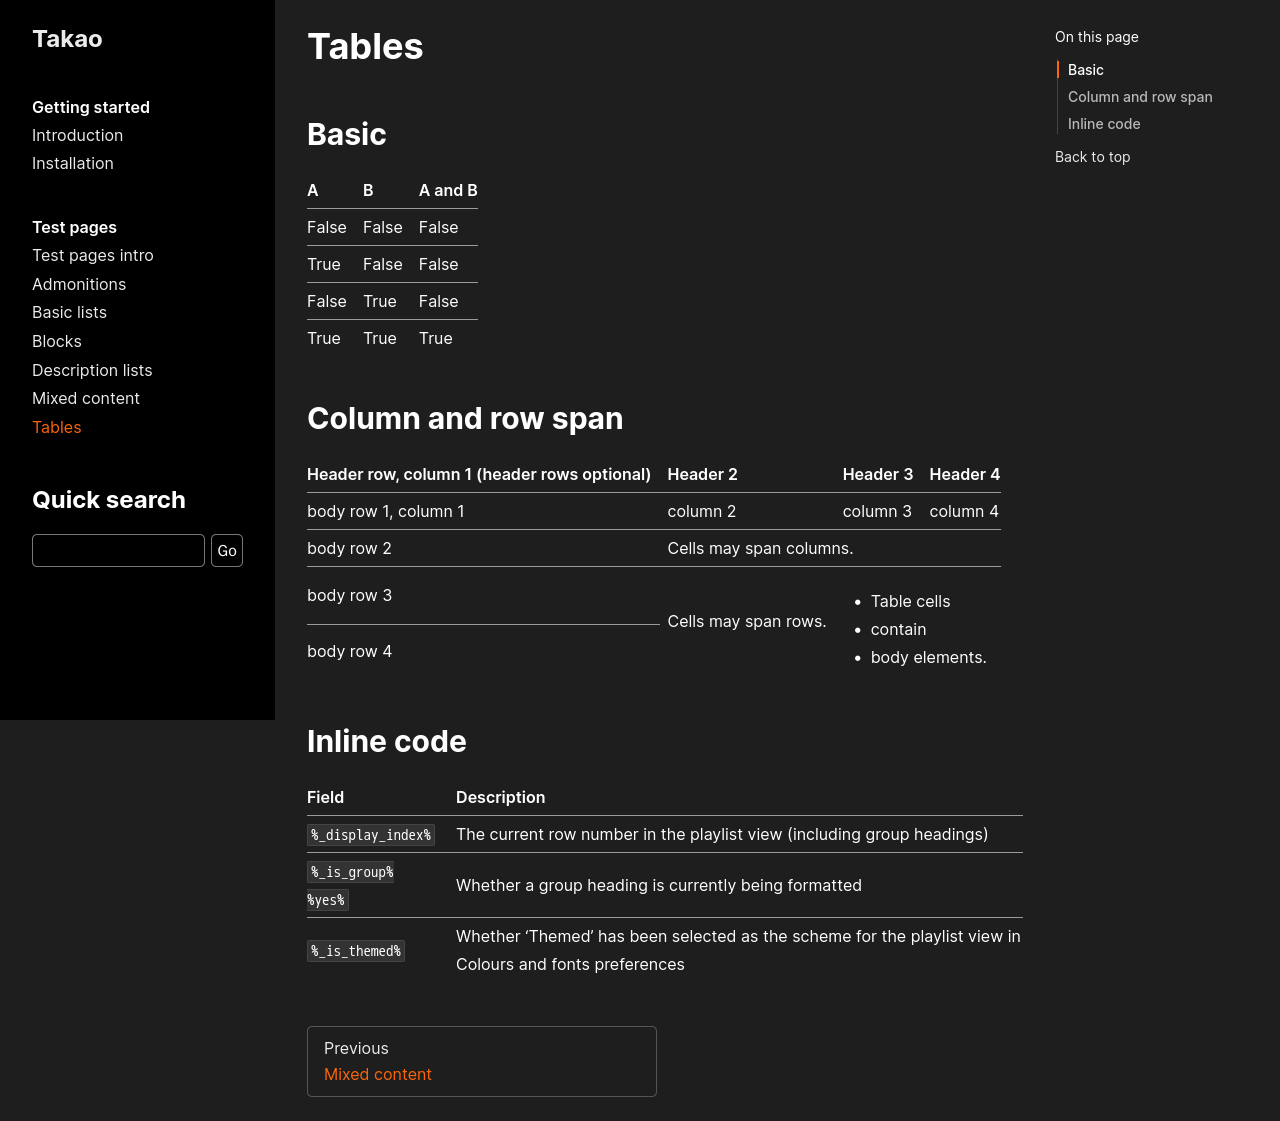 Takao
Getting started
Introduction
Installation
Test pages
Test pages intro
Admonitions
Basic lists
Blocks
Description lists
Mixed content
Tables
Quick search
Go
Tables
Basic
A B A and B
False False False
True False False
False True False
True True True
Column and row span
Header row, column 1 (header rows optional) Header 2 Header 3 Header 4
body row 1, column 1 column 2 column 3 column 4
body row 2 Cells may span columns.
body row 3
Cells may span rows.
• Table cells
• contain
• body elements.
body row 4
Inline code
Field Description
%_display_index% The current row number in the playlist view (including group headings)
%_is_group%
%yes%
Whether a group heading is currently being formatted
%_is_themed%
Whether ‘Themed’ has been selected as the scheme for the playlist view in
Colours and fonts preferences
Previous
Mixed content
On this page
Basic
Column and row span
Inline code
Back to top